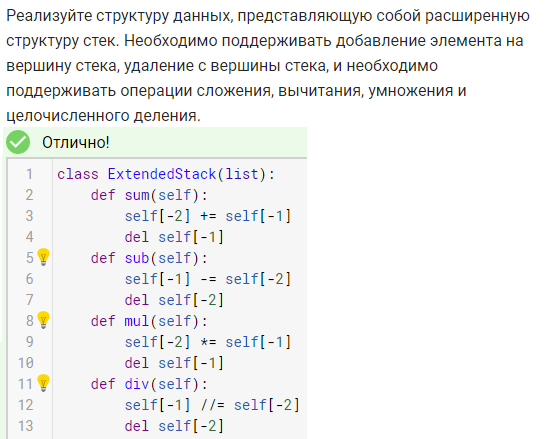 Реализуйте структуру данных, представляющую собой расширенную
структуру стек. Необходимо поддерживать добавление элемента на
вершину стека, удаление с вершины стека, и необходимо
поддерживать операции сложения, вычитания, умножения и
целочисленного деления.
Отлично!
1 class ExtendedStack(list):
2     def sum(self):
3         self[-2] += self[-1]
4         del self[-1]
5     def sub(self):
6         self[-1] -= self[-2]
7         del self[-2]
8     def mul(self):
9         self[-2] *= self[-1]
10         del self[-1]
11     def div(self):
12         self[-1] //= self[-2]
13         del self[-2]